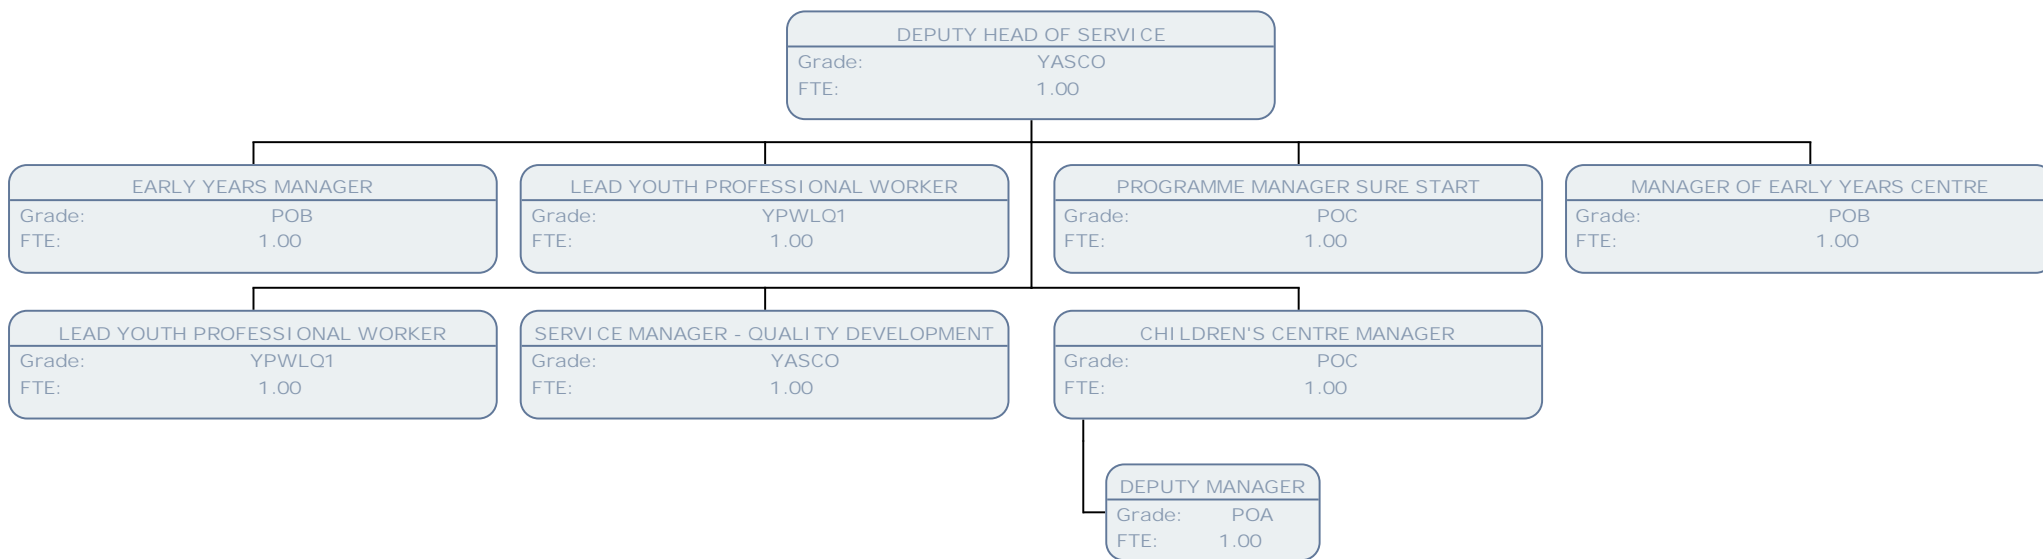 DEPUTY HEAD OF SERVICE
Grade: YASCO
FTE: 1.00
EARLY YEARS MANAGER
Grade: POB
FTE: 1.00
LEAD YOUTH PROFESSIONAL WORKER
Grade: YPWLQ1
FTE: 1.00
PROGRAMME MANAGER SURE START
Grade: POC
FTE: 1.00
MANAGER OF EARLY YEARS CENTRE
Grade: POB
FTE: 1.00
LEAD YOUTH PROFESSIONAL WORKER
Grade: YPWLQ1
FTE: 1.00
SERVICE MANAGER - QUALITY DEVELOPMENT
Grade: YASCO
FTE: 1.00
CHILDREN'S CENTRE MANAGER
Grade: POC
FTE: 1.00
DEPUTY MANAGER
Grade: POA
FTE: 1.00